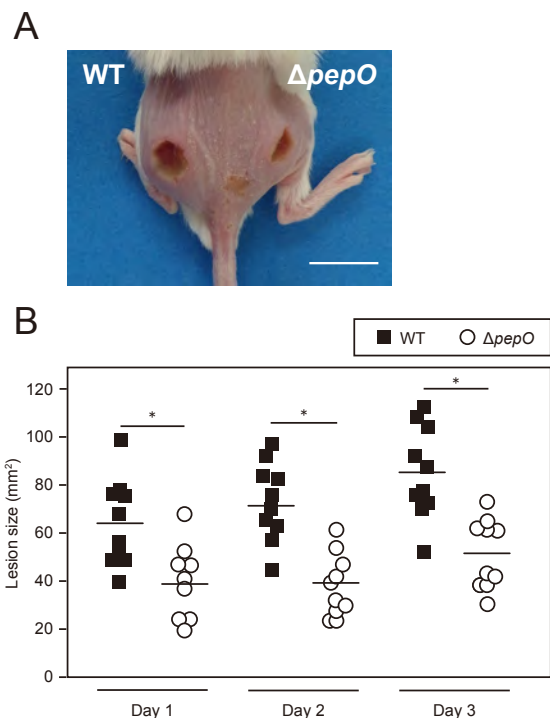 A
WT ΔpepO
B
WT ΔpepO
120
100
80
60
40
20
0
Lesion size (mm²)
*
*
*
Day 1 Day 2 Day 3